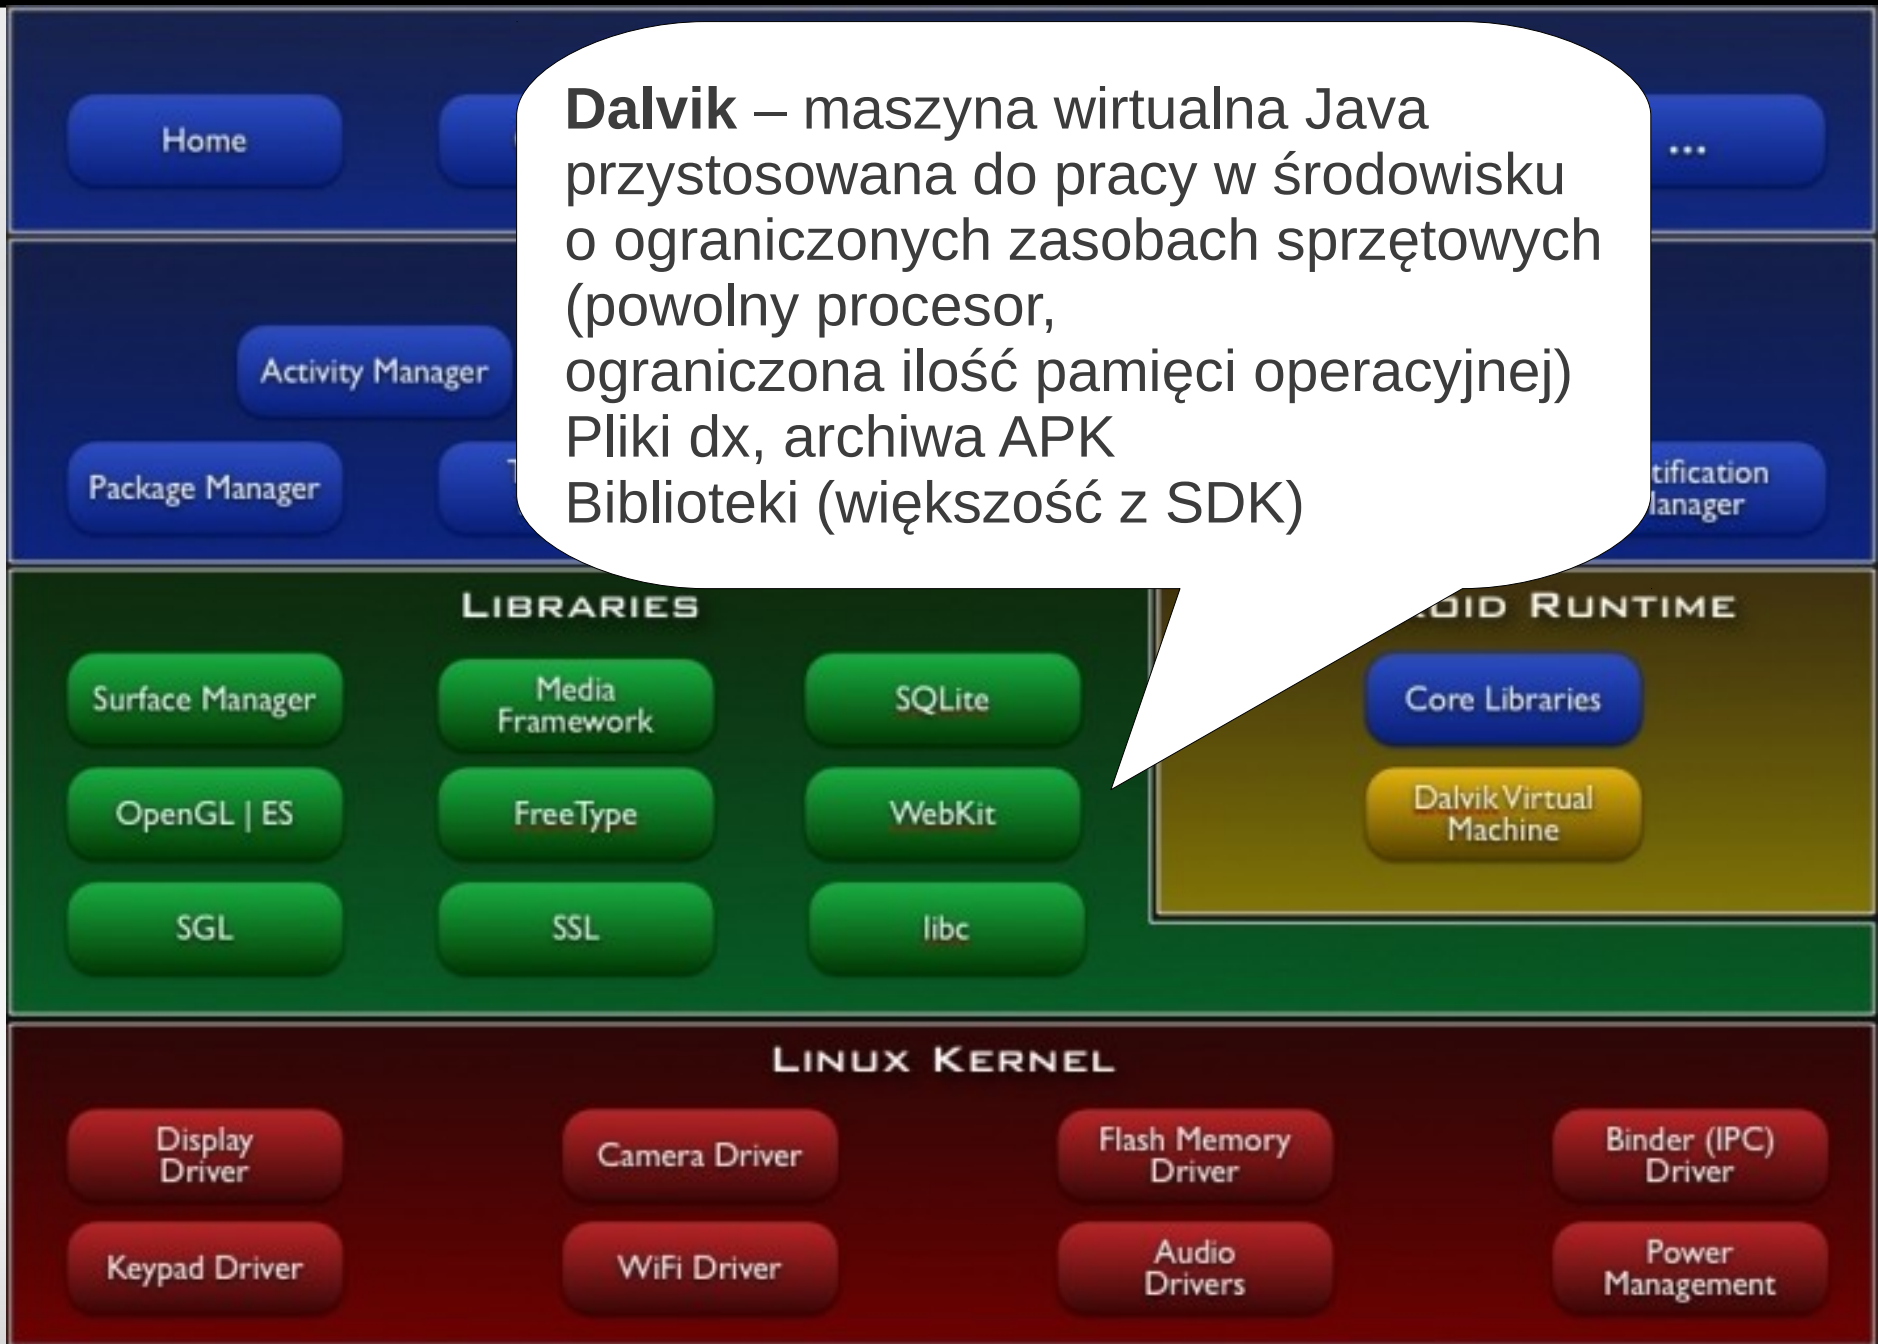 Dalvik – maszyna wirtualna Java
przystosowana do pracy w środowisku
o ograniczonych zasobach sprzętowych
(powolny procesor,
ograniczona ilość pamięci operacyjnej)
Pliki dx, archiwa APK
Biblioteki (większość z SDK)
Home
...
Activity Manager
Package Manager
LIBRARIES
RUNTIME
Surface Manager
Media
Framework
SQLite
Core Libraries
OpenGL | ES
FreeType
WebKit
Dalvik Virtual
Machine
SGL
SSL
libc
LINUX KERNEL
Display
Driver
Camera Driver
Flash Memory
Driver
Binder (IPC)
Driver
Keypad Driver
WiFi Driver
Audio
Drivers
Power
Management